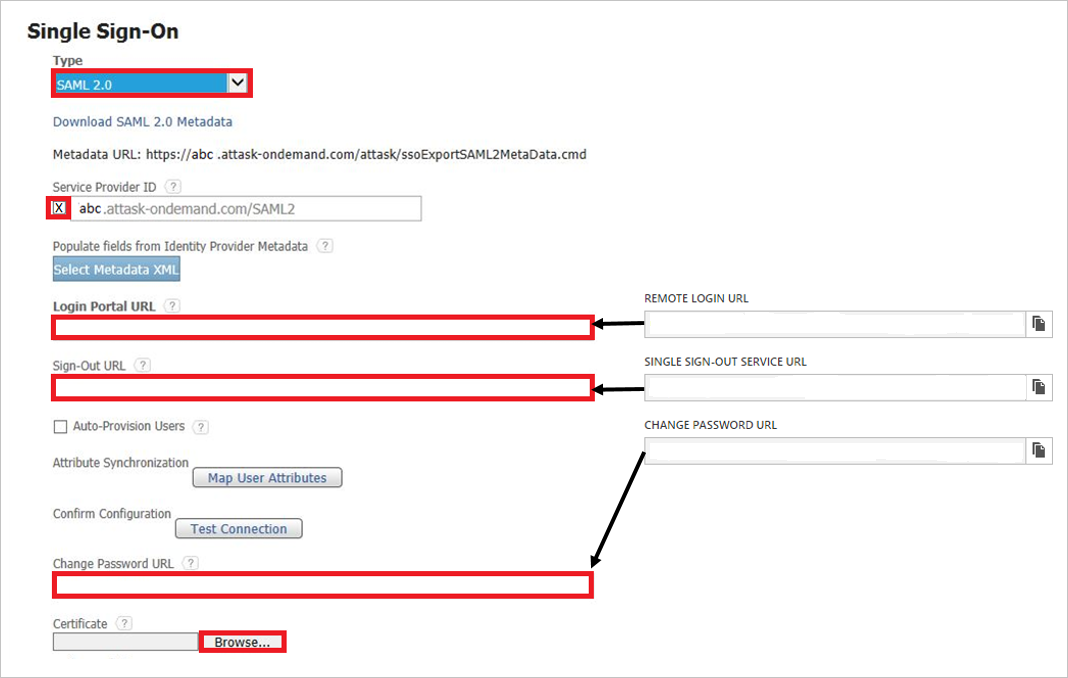 Single Sign-On
Type
SAML 2.0
Download SAML 2.0 Metadata
Metadata URL: https://abc .attask-ondemand.com/attask/ssoExportSAML2MetaData.cmd
Service Provider ID ?
X abc .attask-ondemand.com/SAML2
Populate fields from Identity Provider Metadata ?
Select Metadata XML
Login Portal URL ?
REMOTE LOGIN URL
Sign-Out URL ?
SINGLE SIGN-OUT SERVICE URL
Auto-Provision Users ?
CHANGE PASSWORD URL
Attribute Synchronization
Map User Attributes
Confirm Configuration
Test Connection
Change Password URL ?
Certificate ?
Browse...